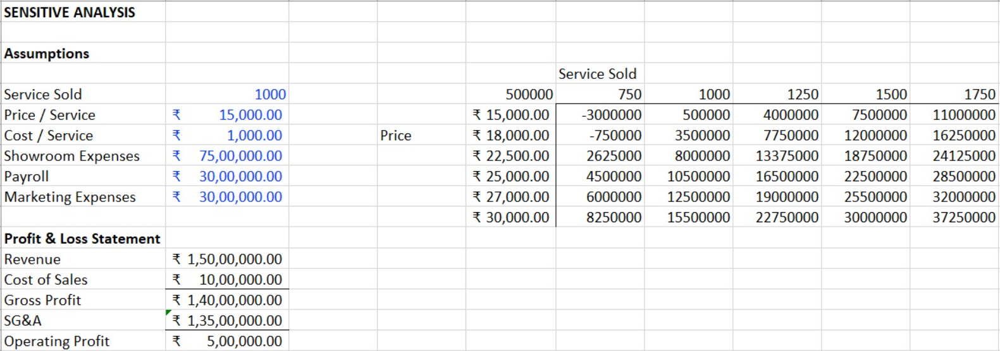 SENSITIVE ANALYSIS
Assumptions
Service Sold
Service Sold 1000 500000 750 1000 1250 1500 1750
Price / Service ₹ 15,000.00 ₹ 15,000.00 -3000000 500000 4000000 7500000 11000000
Cost / Service ₹ 1,000.00 Price ₹ 18,000.00 -750000 3500000 7750000 12000000 16250000
Showroom Expenses ₹ 75,00,000.00 ₹ 22,500.00 2625000 8000000 13375000 18750000 24125000
Payroll ₹ 30,00,000.00 ₹ 25,000.00 4500000 10500000 16500000 22500000 28500000
Marketing Expenses ₹ 30,00,000.00 ₹ 27,000.00 6000000 12500000 19000000 25500000 32000000
₹ 30,000.00 8250000 15500000 22750000 30000000 37250000
Profit & Loss Statement
Revenue ₹ 1,50,00,000.00
Cost of Sales ₹ 10,00,000.00
Gross Profit ₹ 1,40,00,000.00
SG&A ₹ 1,35,00,000.00
Operating Profit ₹ 5,00,000.00